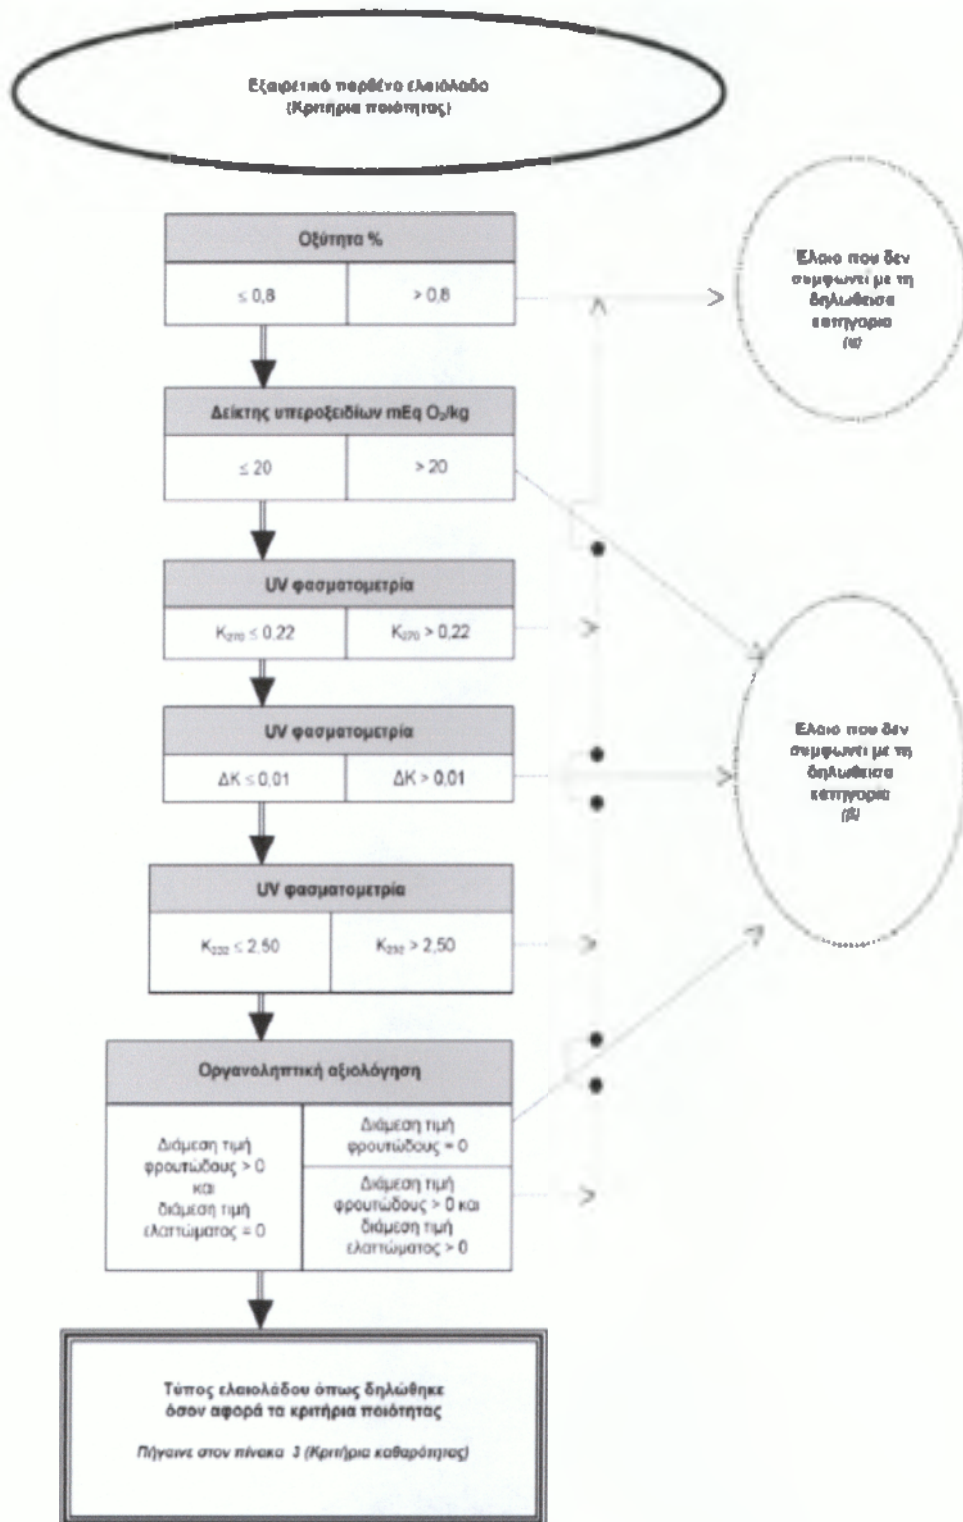 Εξαιρετικό παρθένο ελαιόλαδο
(Κριτήρια ποιότητας)
Οξύτητα %
≤ 0,8
> 0,8
Έλαιο που δεν
συμφωνεί με τη
δηλωθείσα
κατηγορία
(α)
Δείκτης υπεροξειδίων mEq O₂/kg
≤ 20
> 20
UV φασματομετρία
K₂₇₀ ≤ 0,22
K₂₇₀ > 0,22
UV φασματομετρία
ΔΚ ≤ 0,01
ΔΚ > 0,01
Έλαιο που δεν
συμφωνεί με τη
δηλωθείσα
κατηγορία
(β)
UV φασματομετρία
K₂₃₂ ≤ 2,50
K₂₃₂ > 2,50
Οργανοληπτική αξιολόγηση
Διάμεση τιμή
φρουτώδους > 0
και
διάμεση τιμή
ελαττώματος = 0
Διάμεση τιμή
φρουτώδους = 0
Διάμεση τιμή
φρουτώδους > 0 και
διάμεση τιμή
ελαττώματος > 0
Τύπος ελαιολάδου όπως δηλώθηκε
όσον αφορά τα κριτήρια ποιότητας
Πήγαινε στον πίνακα 3 (Κριτήρια καθαρότητας)